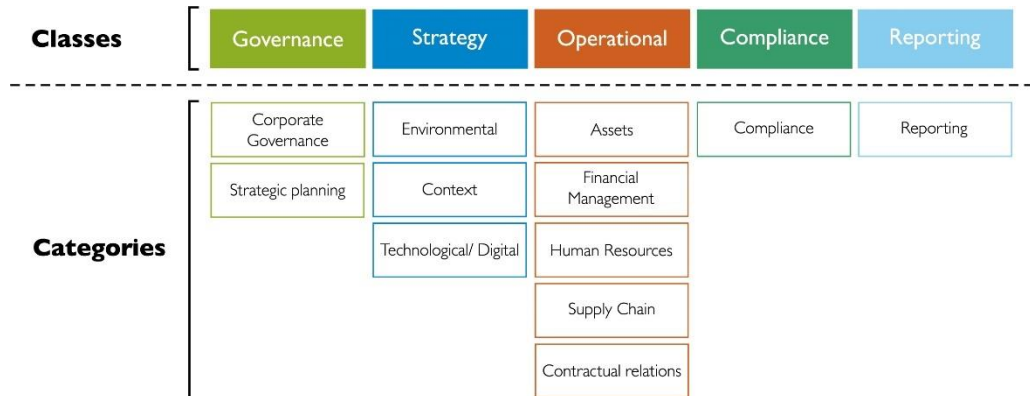 Classes
Governance
Strategy
Operational
Compliance
Reporting
Categories
Corporate
Governance
Strategic planning
Environmental
Context
Technological/ Digital
Assets
Financial
Management
Human Resources
Supply Chain
Contractual relations
Compliance
Reporting